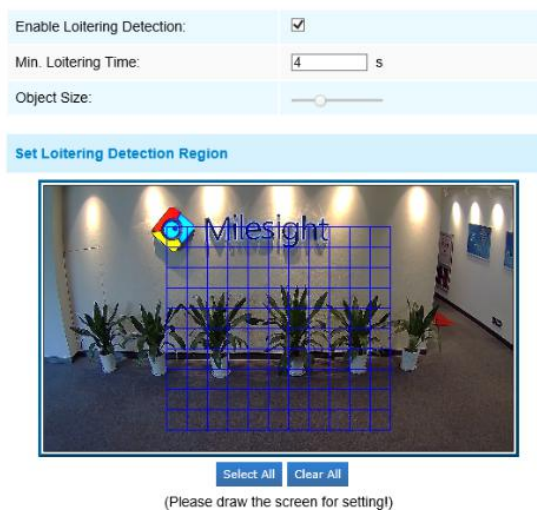 Enable Loitering Detection:
Min. Loitering Time: 4 s
Object Size:
Set Loitering Detection Region
Milesight
Select All Clear All
(Please draw the screen for setting!)